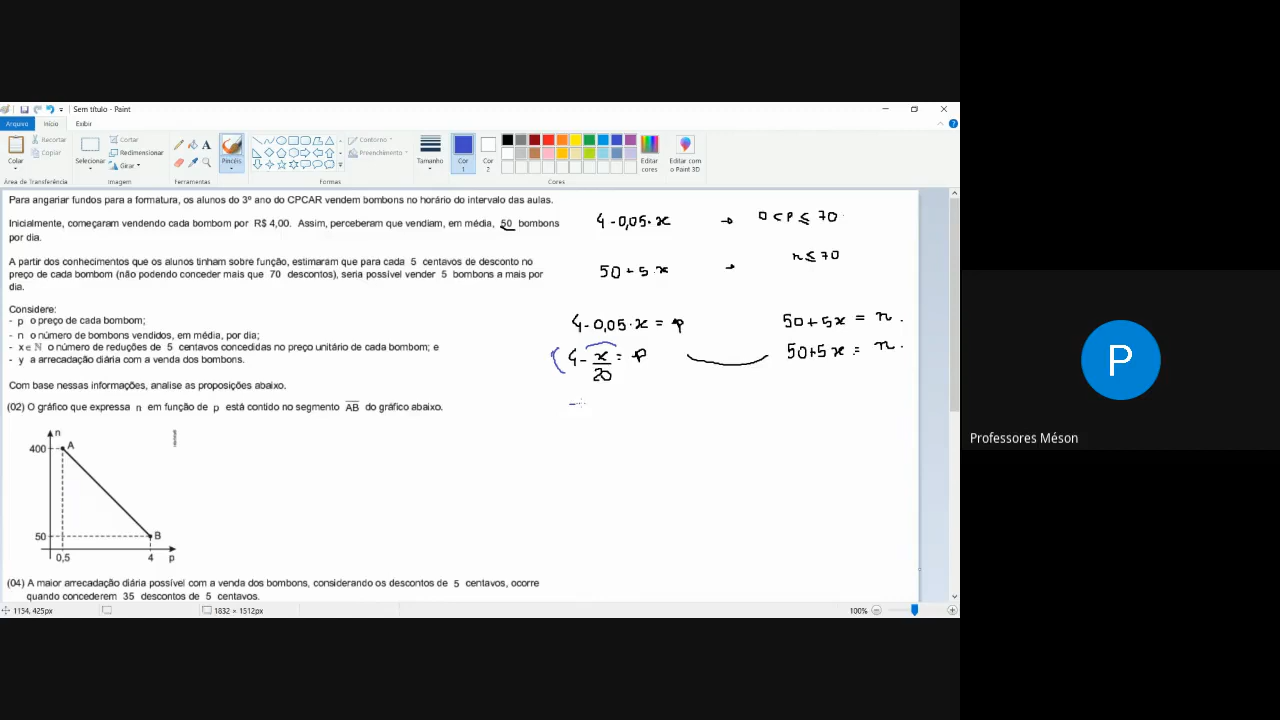 Sem título - Paint
Arquivo Início Exibir
Colar
Recortar
Copiar
Área de Transferência
Selecionar
Cortar
Redimensionar
Girar
Imagem
Ferramentas
Pincéis
Contorno
Preenchimento
Formas
Tamanho
Cor 1
Cor 2
Editar cores
Editar com o Paint 3D
Cores
Para angariar fundos para a formatura, os alunos do 3º ano do CPCAR vendem bombons no horário do intervalo das aulas.
Inicialmente, começaram vendendo cada bombom por R$ 4,00. Assim, perceberam que vendiam, em média, 50 bombons
por dia.
A partir dos conhecimentos que os alunos tinham sobre função, estimaram que para cada 5 centavos de desconto no
preço de cada bombom (não podendo conceder mais que 70 descontos), seria possível vender 5 bombons a mais por
dia.
Considere:
- p o preço de cada bombom;
- n o número de bombons vendidos, em média, por dia;
- x ∈ ℕ o número de reduções de 5 centavos concedidas no preço unitário de cada bombom; e
- y a arrecadação diária com a venda dos bombons.
Com base nessas informações, analise as proposições abaixo.
(02) O gráfico que expressa n em função de p está contido no segmento AB do gráfico abaixo.
n
400 A
50 B
0,5 4 p
(04) A maior arrecadação diária possível com a venda dos bombons, considerando os descontos de 5 centavos, ocorre
quando concederem 35 descontos de 5 centavos.
4 - 0,05·x → 0 < p ≤ 70
50 + 5·x → n ≤ 70
4 - 0,05·x = p 50 + 5x = n.
4 - x/20 = p 50+5x = n.
1154, 425px
1832 × 1512px
100%
P
Professores Méson